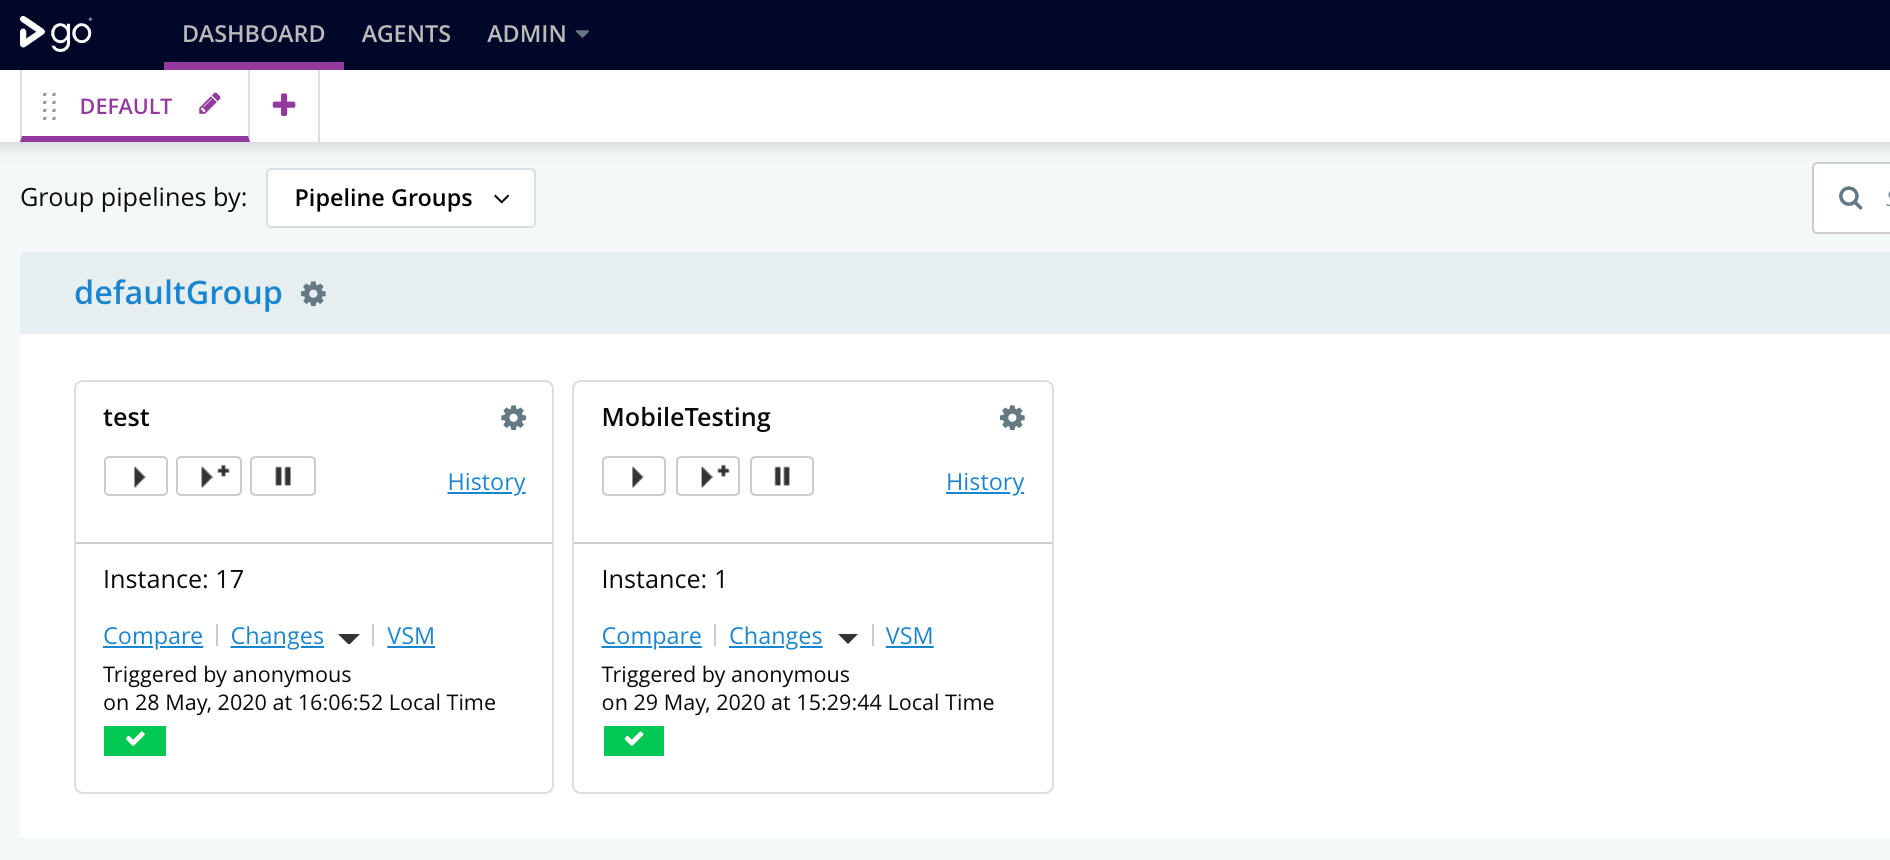 go DASHBOARD AGENTS ADMIN
DEFAULT
Group pipelines by: Pipeline Groups
defaultGroup
test
History
Instance: 17
Compare Changes VSM
Triggered by anonymous
on 28 May, 2020 at 16:06:52 Local Time
MobileTesting
History
Instance: 1
Compare Changes VSM
Triggered by anonymous
on 29 May, 2020 at 15:29:44 Local Time